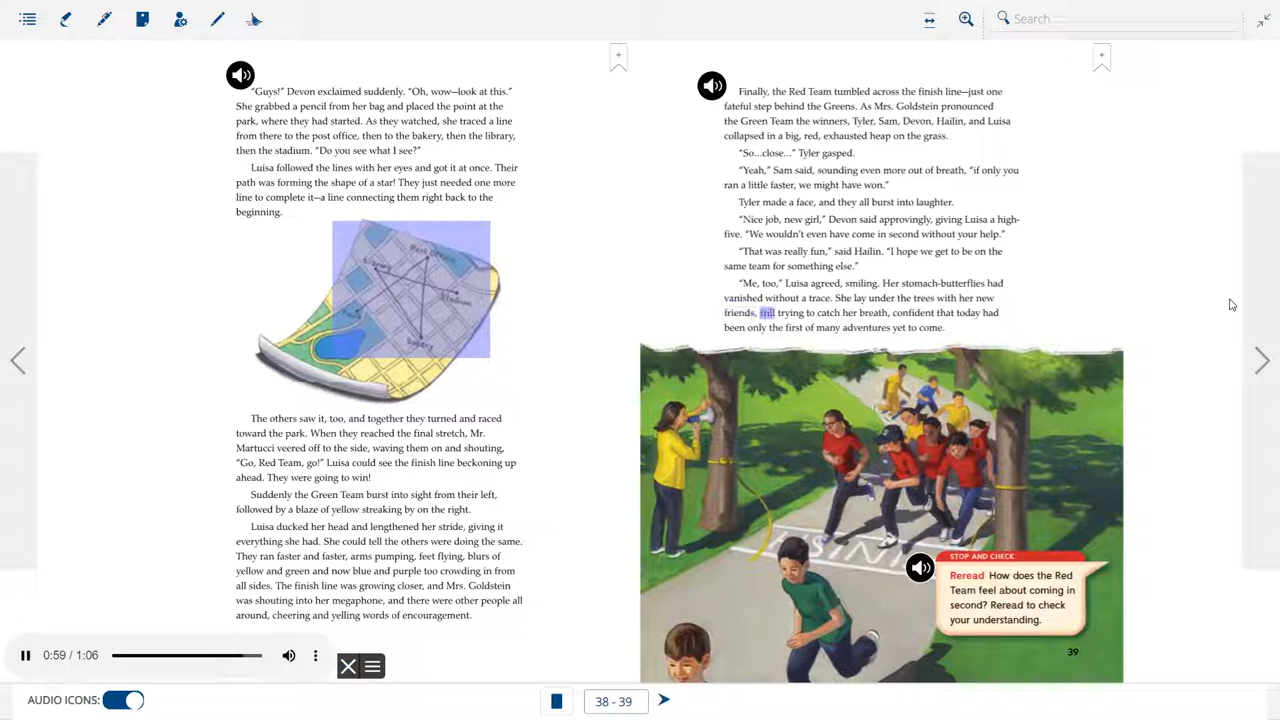 Search
"Guys!" Devon exclaimed suddenly. "Oh, wow—look at this."
She grabbed a pencil from her bag and placed the point at the
park, where they had started. As they watched, she traced a line
from there to the post office, then to the bakery, then the library,
then the stadium. "Do you see what I see?"
Luisa followed the lines with her eyes and got it at once. Their
path was forming the shape of a star! They just needed one more
line to complete it—a line connecting them right back to the
beginning.
Post Office
Library
Stadium
Park
Bakery
The others saw it, too, and together they turned and raced
toward the park. When they reached the final stretch, Mr.
Martucci veered off to the side, waving them on and shouting,
"Go, Red Team, go!" Luisa could see the finish line beckoning up
ahead. They were going to win!
Suddenly the Green Team burst into sight from their left,
followed by a blaze of yellow streaking by on the right.
Luisa ducked her head and lengthened her stride, giving it
everything she had. She could tell the others were doing the same.
They ran faster and faster, arms pumping, feet flying, blurs of
yellow and green and now blue and purple too crowding in from
all sides. The finish line was growing closer, and Mrs. Goldstein
was shouting into her megaphone, and there were other people all
around, cheering and yelling words of encouragement.
Finally, the Red Team tumbled across the finish line—just one
fateful step behind the Greens. As Mrs. Goldstein pronounced
the Green Team the winners, Tyler, Sam, Devon, Hailin, and Luisa
collapsed in a big, red, exhausted heap on the grass.
"So...close..." Tyler gasped.
"Yeah," Sam said, sounding even more out of breath, "if only you
ran a little faster, we might have won."
Tyler made a face, and they all burst into laughter.
"Nice job, new girl," Devon said approvingly, giving Luisa a high-
five. "We wouldn't even have come in second without your help."
"That was really fun," said Hailin. "I hope we get to be on the
same team for something else."
"Me, too," Luisa agreed, smiling. Her stomach-butterflies had
vanished without a trace. She lay under the trees with her new
friends, still trying to catch her breath, confident that today had
been only the first of many adventures yet to come.
STOP AND CHECK
Reread How does the Red
Team feel about coming in
second? Reread to check
your understanding.
39
0:59 / 1:06
AUDIO ICONS:
38 - 39